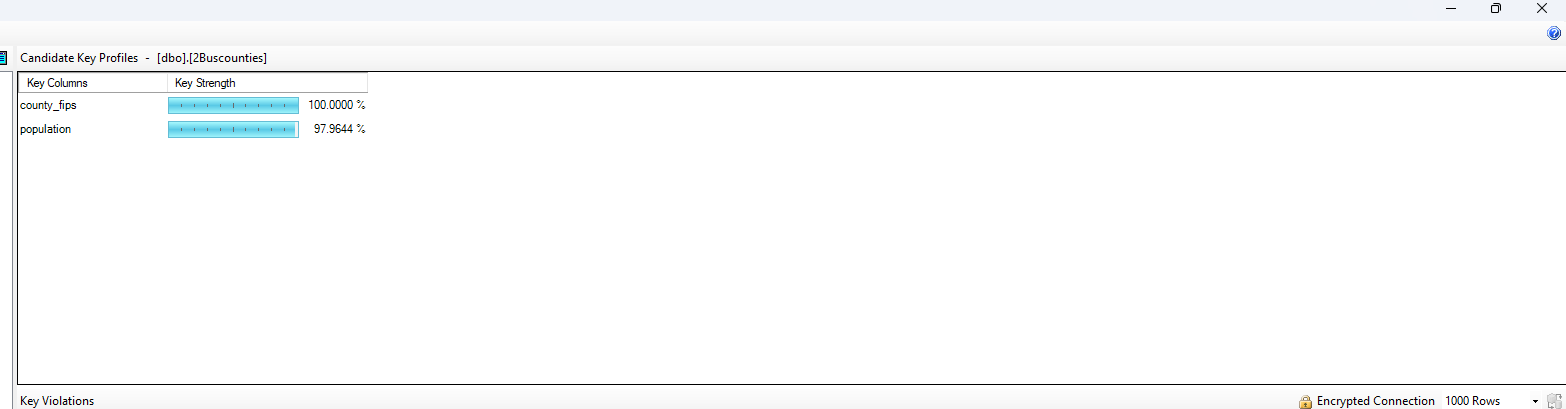 Candidate Key Profiles - [dbo].[2Buscounties]
Key Columns Key Strength
county_fips 100.0000 %
population 97.9644 %
Key Violations Encrypted Connection 1000 Rows